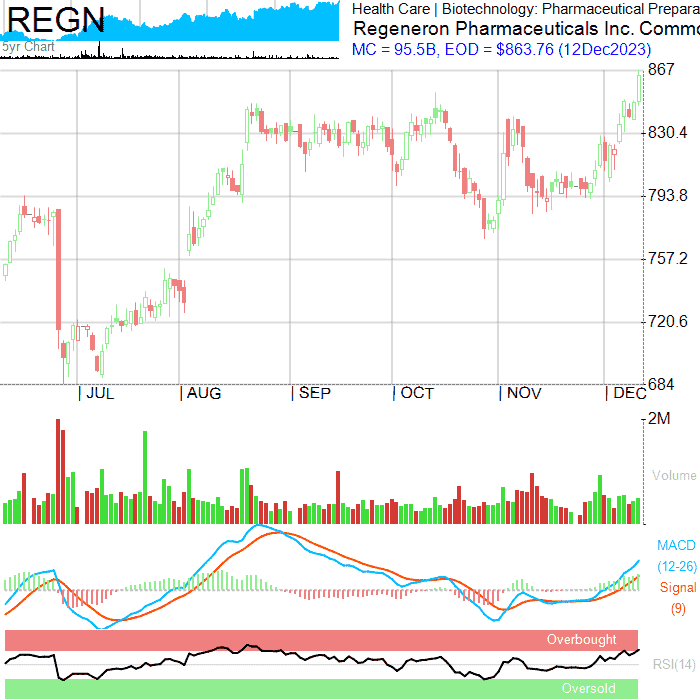 REGN
5yr Chart
Health Care | Biotechnology: Pharmaceutical Prepara
Regeneron Pharmaceuticals Inc. Commo
MC = 95.5B, EOD = $863.76 (12Dec2023)
867
830.4
793.8
757.2
720.6
684
JUL
AUG
SEP
OCT
NOV
DEC
2M
Volume
MACD
(12-26)
Signal
(9)
Overbought
RSI(14)
Oversold